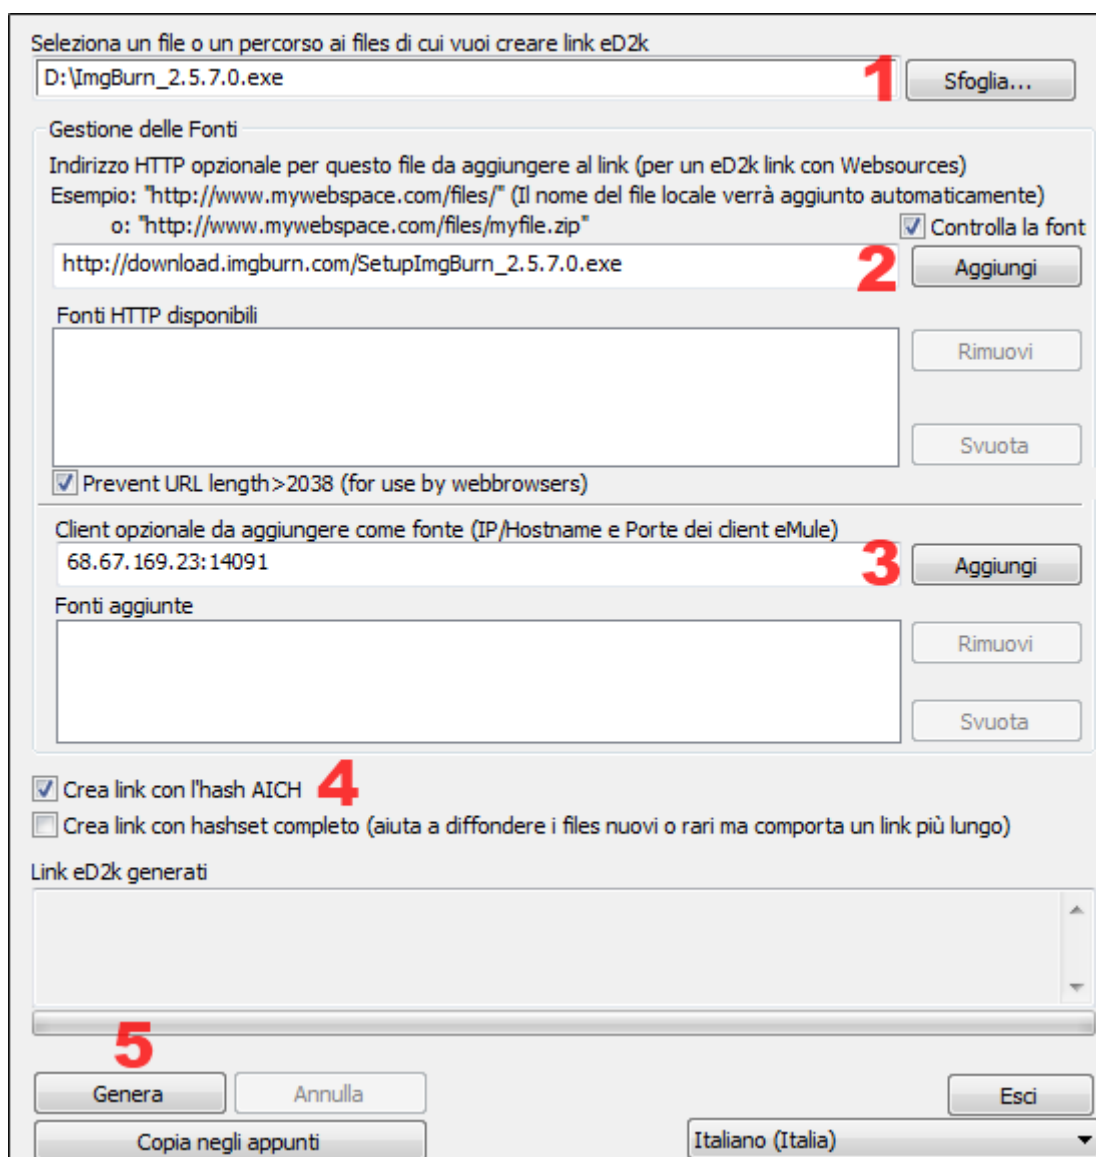 Seleziona un file o un percorso ai files di cui vuoi creare link eD2k
D:\ImgBurn_2.5.7.0.exe
1
Sfoglia...
Gestione delle Fonti
Indirizzo HTTP opzionale per questo file da aggiungere al link (per un eD2k link con Websources)
Esempio: "http://www.mywebspace.com/files/" (Il nome del file locale verrà aggiunto automaticamente)
o: "http://www.mywebspace.com/files/myfile.zip"
Controlla la font
http://download.imgburn.com/SetupImgBurn_2.5.7.0.exe
2
Aggiungi
Fonti HTTP disponibili
Rimuovi
Svuota
Prevent URL length>2038 (for use by webbrowsers)
Client opzionale da aggiungere come fonte (IP/Hostname e Porte dei client eMule)
68.67.169.23:14091
3
Aggiungi
Fonti aggiunte
Rimuovi
Svuota
Crea link con l'hash AICH
4
Crea link con hashset completo (aiuta a diffondere i files nuovi o rari ma comporta un link più lungo)
Link eD2k generati
5
Genera
Annulla
Esci
Copia negli appunti
Italiano (Italia)